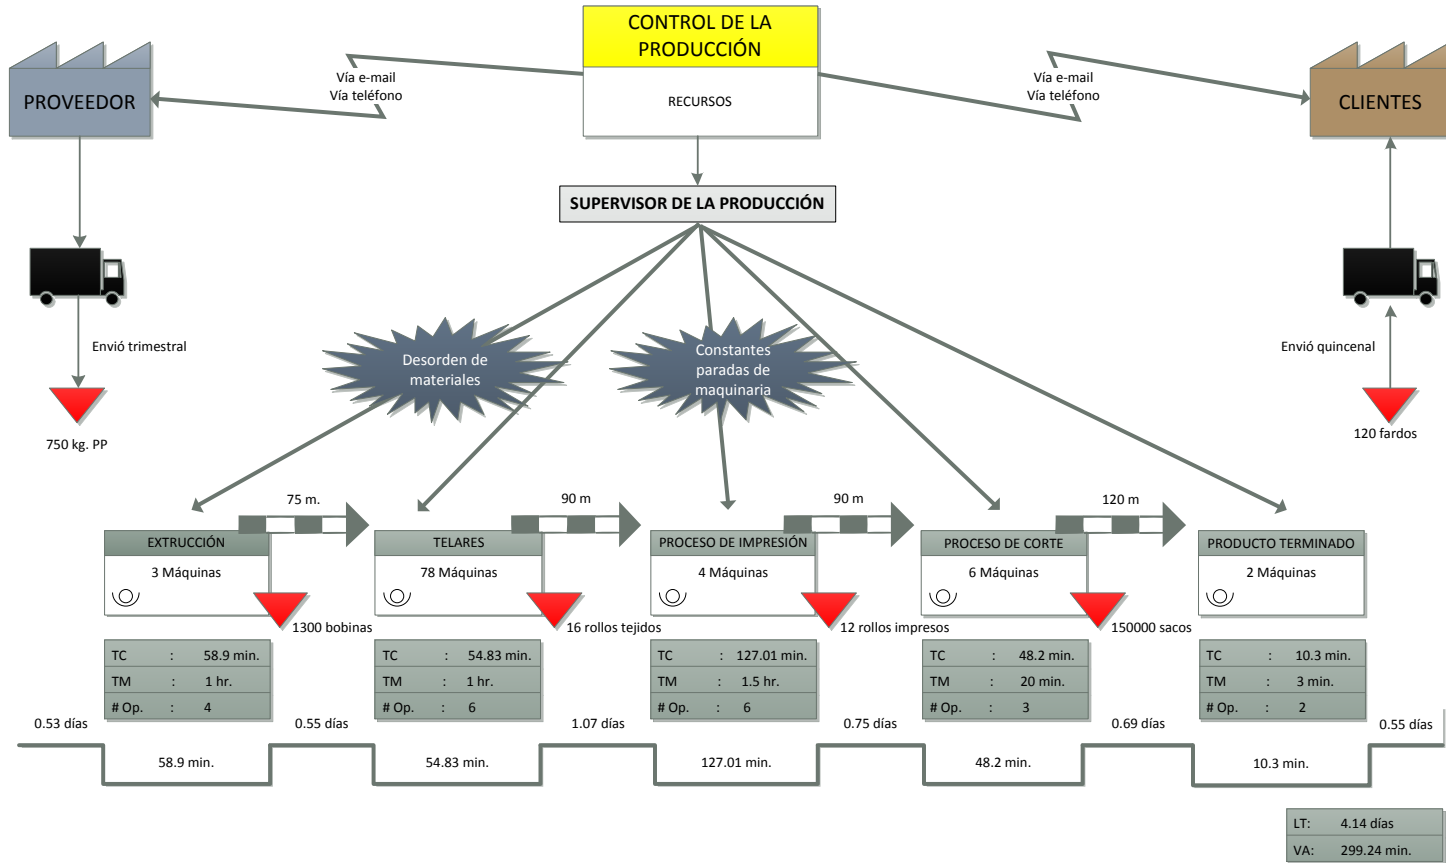 CONTROL DE LA
PRODUCCIÓN
RECURSOS
PROVEEDOR
Vía e-mail
Vía teléfono
Vía e-mail
Vía teléfono
CLIENTES
SUPERVISOR DE LA PRODUCCIÓN
Envió trimestral
750 kg. PP
Desorden de
materiales
Constantes
paradas de
maquinaria
Envió quincenal
120 fardos
75 m.
90 m
90 m
120 m
EXTRUCCIÓN
3 Máquinas
TELARES
78 Máquinas
PROCESO DE IMPRESIÓN
4 Máquinas
PROCESO DE CORTE
6 Máquinas
PRODUCTO TERMINADO
2 Máquinas
1300 bobinas
16 rollos tejidos
12 rollos impresos
150000 sacos
TC : 58.9 min.
TM : 1 hr.
# Op. : 4
TC : 54.83 min.
TM : 1 hr.
# Op. : 6
TC : 127.01 min.
TM : 1.5 hr.
# Op. : 6
TC : 48.2 min.
TM : 20 min.
# Op. : 3
TC : 10.3 min.
TM : 3 min.
# Op. : 2
0.53 días
0.55 días
1.07 días
0.75 días
0.69 días
0.55 días
58.9 min.
54.83 min.
127.01 min.
48.2 min.
10.3 min.
LT: 4.14 días
VA: 299.24 min.